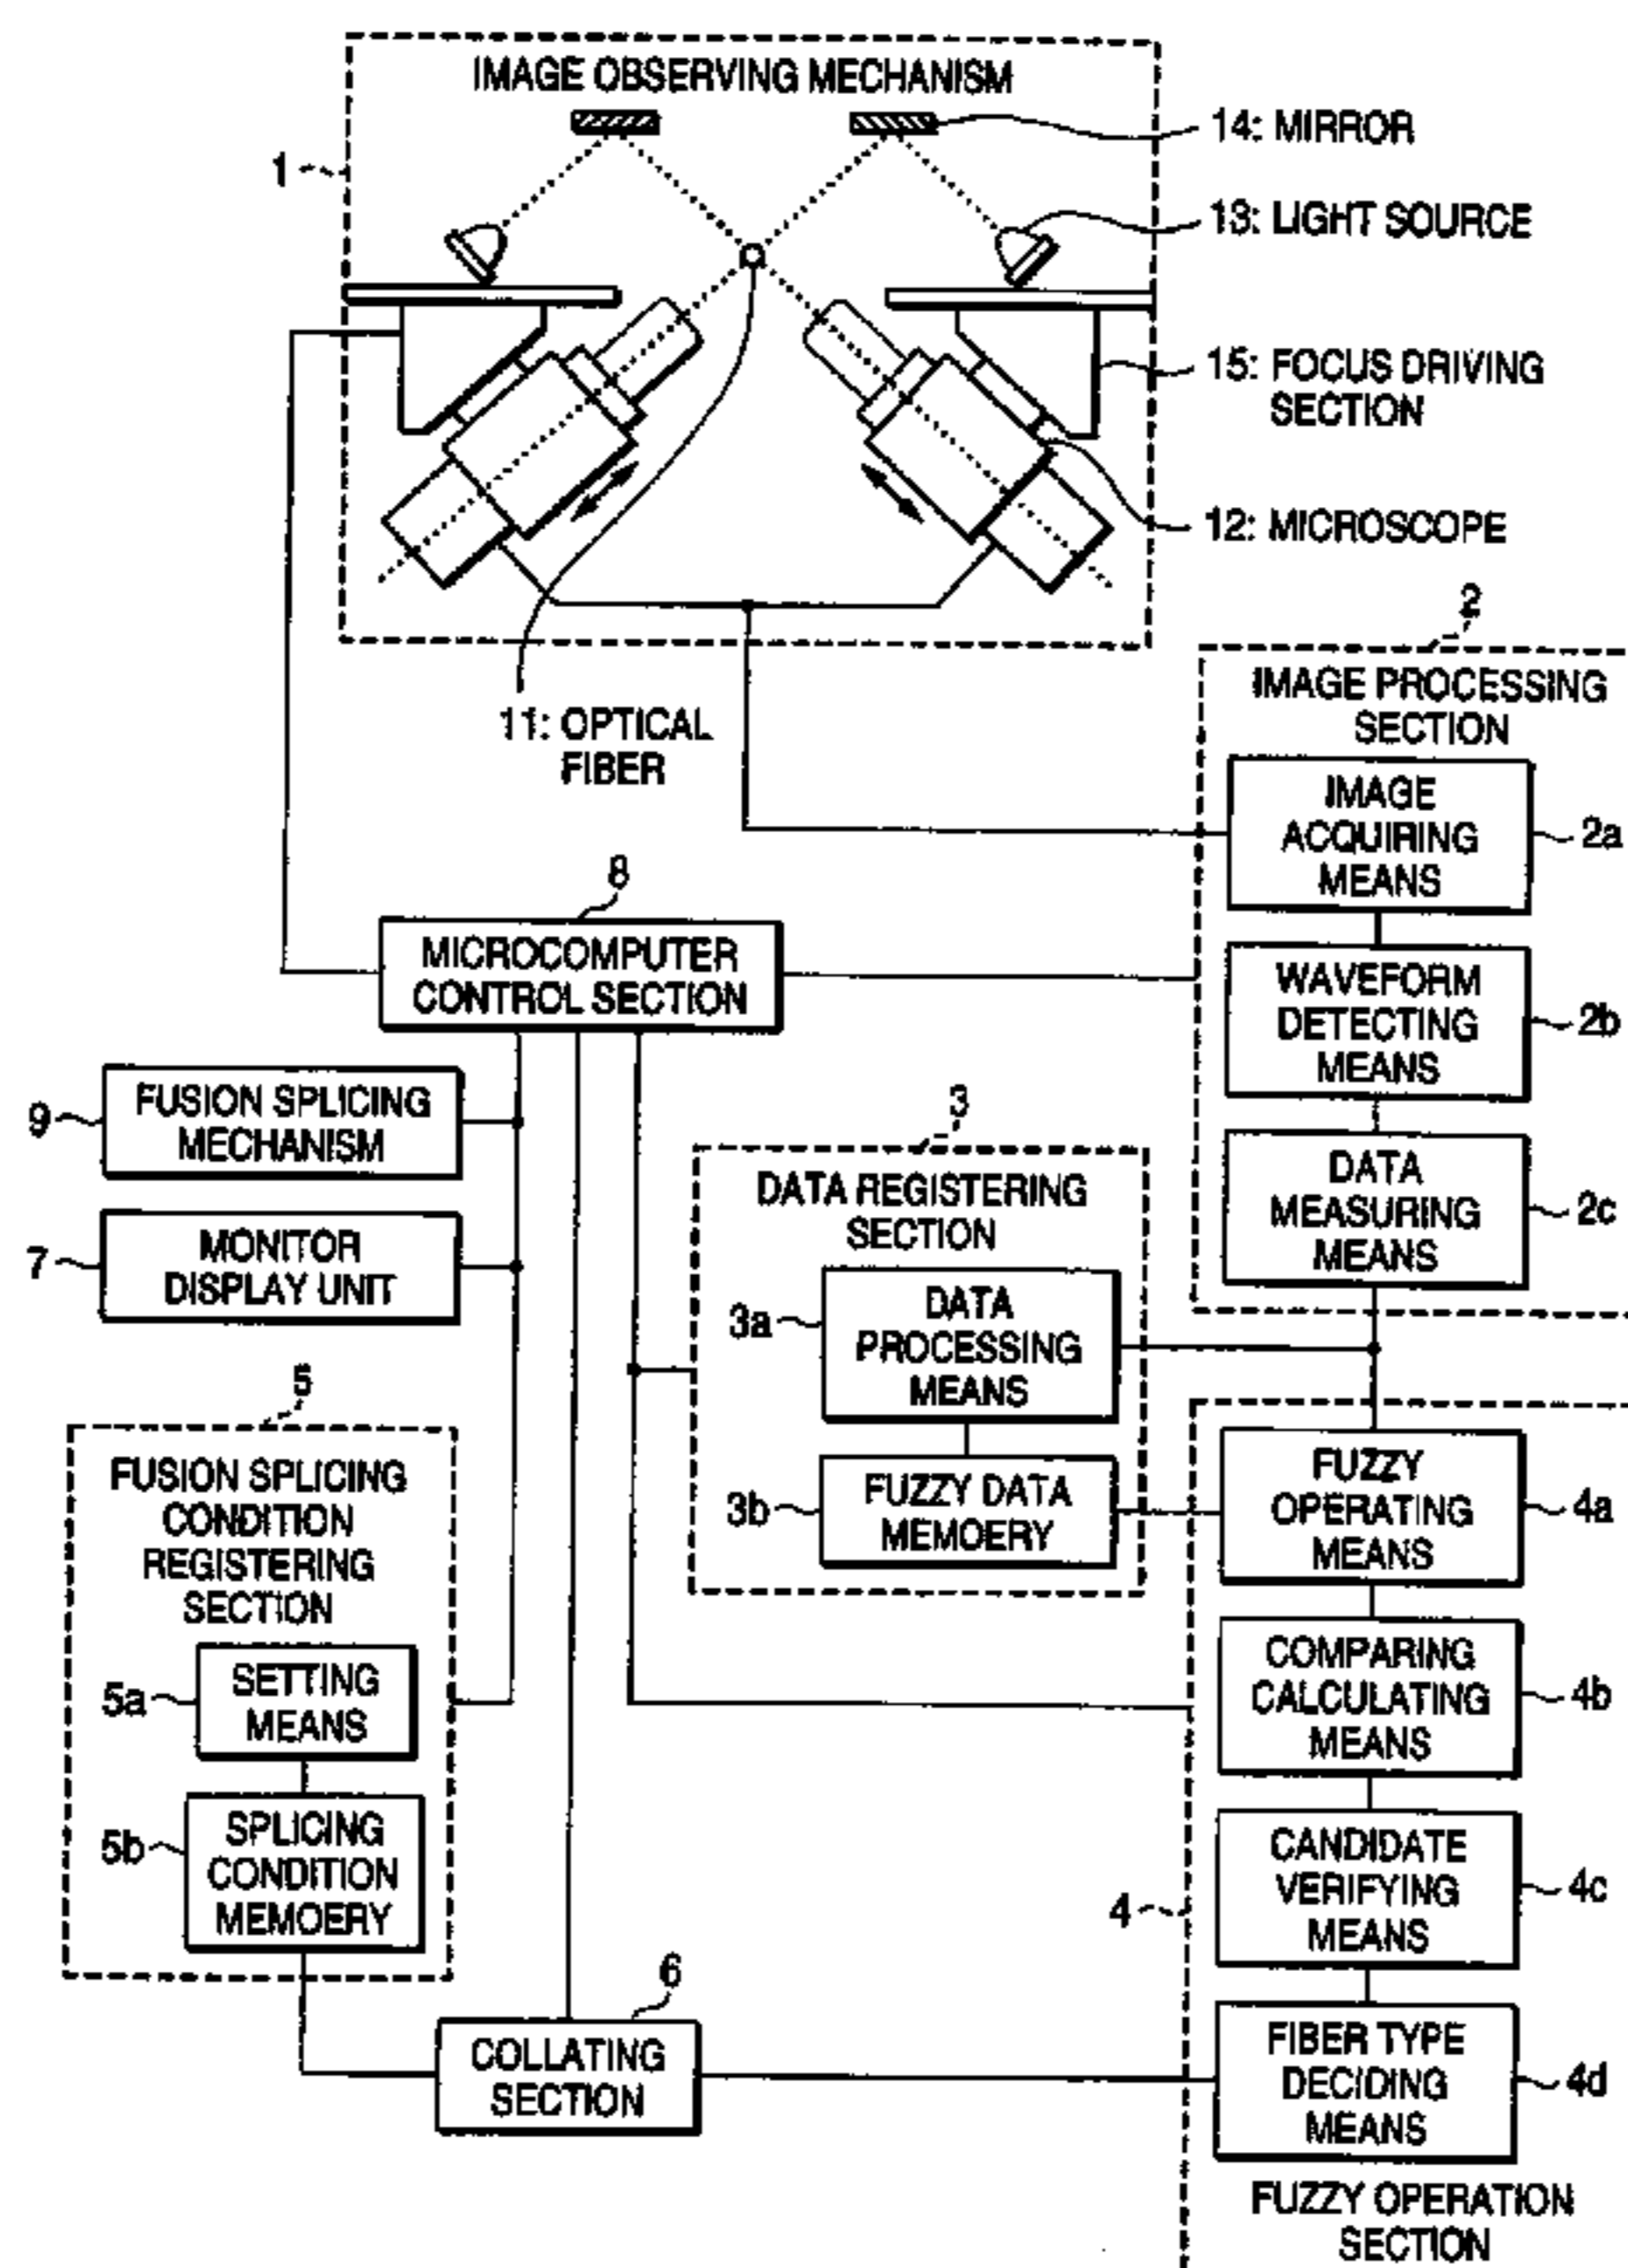 IMAGE OBSERVING MECHANISM
14: MIRROR
1
13: LIGHT SOURCE
15: FOCUS DRIVING
SECTION
12: MICROSCOPE
11: OPTICAL
FIBER
2
IMAGE PROCESSING
SECTION
IMAGE
ACQUIRING
MEANS
2a
WAVEFORM
DETECTING
MEANS
2b
DATA
MEASURING
MEANS
2c
8
MICROCOMPUTER
CONTROL SECTION
9
FUSION SPLICING
MECHANISM
7
MONITOR
DISPLAY UNIT
3
DATA REGISTERING
SECTION
3a
DATA
PROCESSING
MEANS
3b
FUZZY DATA
MEMOERY
5
FUSION SPLICING
CONDITION
REGISTERING
SECTION
5a
SETTING
MEANS
5b
SPLICING
CONDITION
MEMOERY
6
COLLATING
SECTION
4
FUZZY
OPERATING
MEANS
4a
COMPARING
CALCULATING
MEANS
4b
CANDIDATE
VERIFYING
MEANS
4c
FIBER TYPE
DECIDING
MEANS
4d
FUZZY OPERATION
SECTION